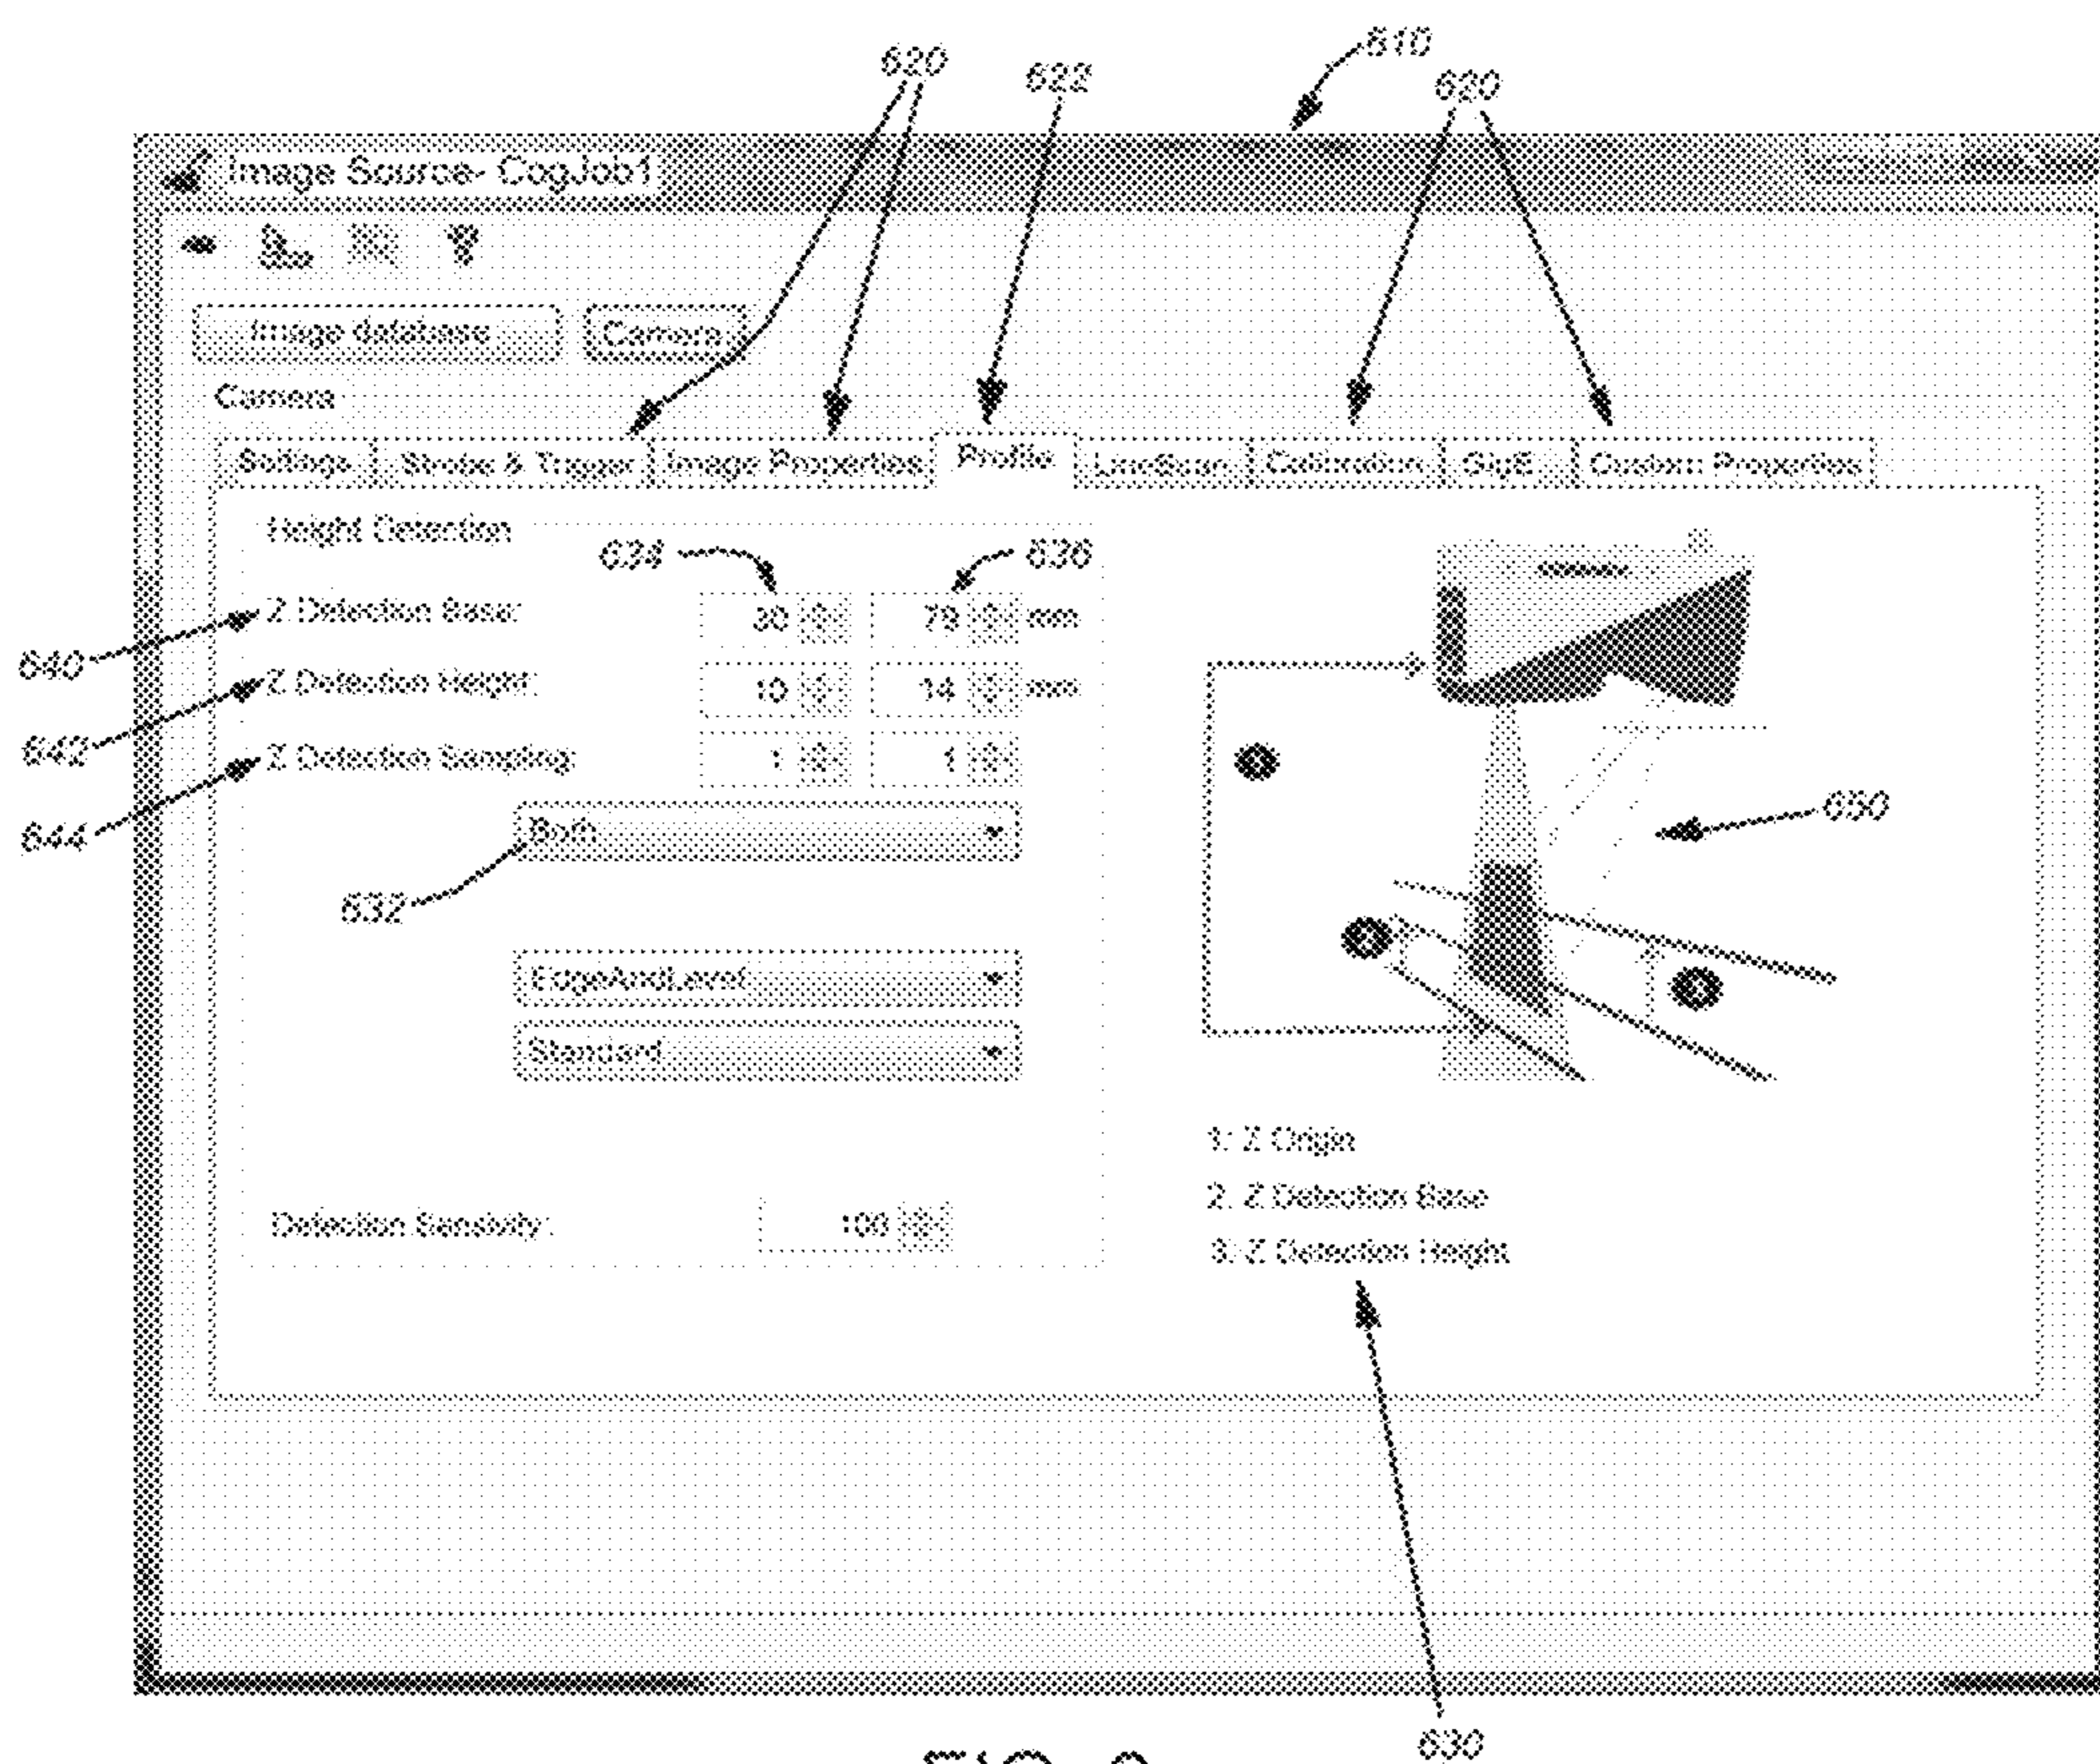 610
620
622
620
Image Source- CogJob1
Image database
Camera
Camera
Settings
Strobe & Trigger
Image Properties
Profile
LineScan
Calibration
GigE
Custom Properties
Height Detection
634
636
640
Z Detection Base:
30
79
mm
642
Z Detection Height:
10
14
mm
644
Z Detection Sampling:
1
1
Both
632
650
EdgeAndLevel
Standard
1: Z Origin
2. Z Detection Base
3: Z Detection Height
Detection Sensivity:
100
630